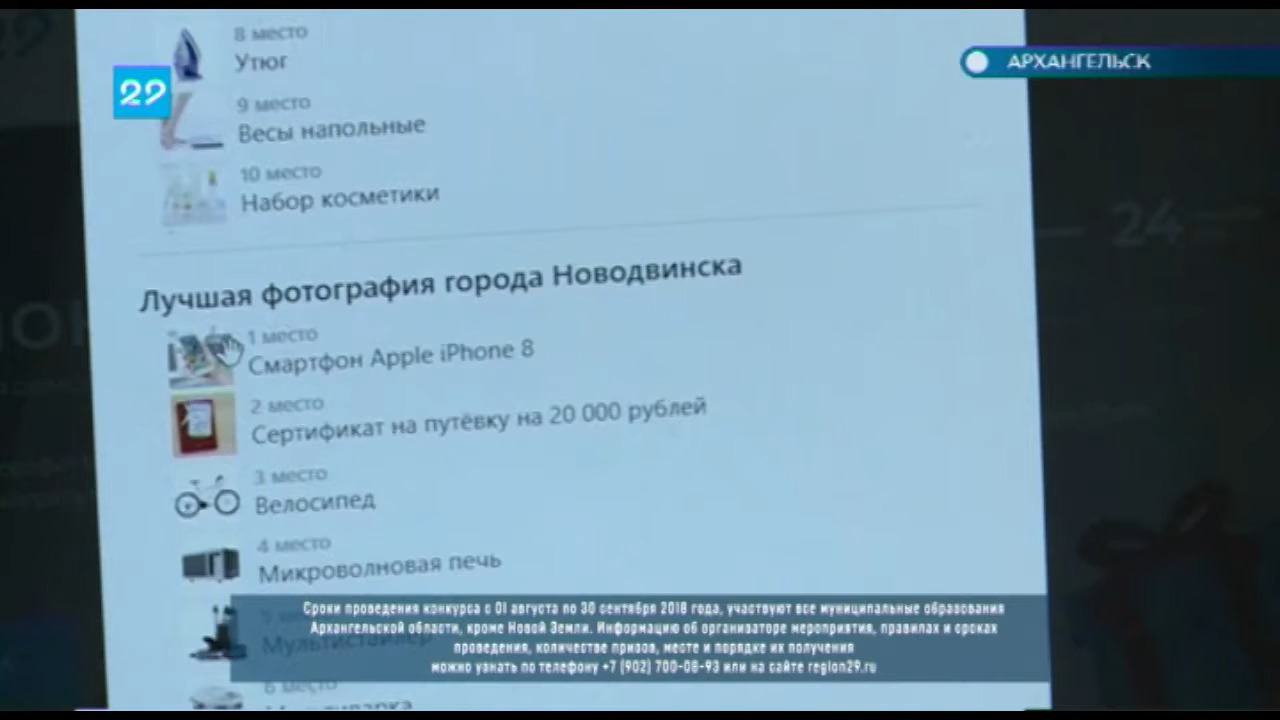 8 место
Утюг
29
АРХАНГЕЛЬСК
9 место
Весы напольные
10 место
Набор косметики
24
Лучшая фотография города Новодвинска
1 место
Смартфон Apple iPhone 8
2 место
Сертификат на путёвку на 20 000 рублей
3 место
Велосипед
4 место
Микроволновая печь
Мультистайлер
6 место
Сроки проведения конкурса с 01 августа по 30 сентября 2018 года, участвуют все муниципальные образования
Архангельской области, кроме Новой Земли. Информацию об организаторе мероприятия, правилах и сроках
проведения, количестве призов, месте и порядке их получения
можно узнать по телефону +7 (902) 700-08-93 или на сайте region29.ru